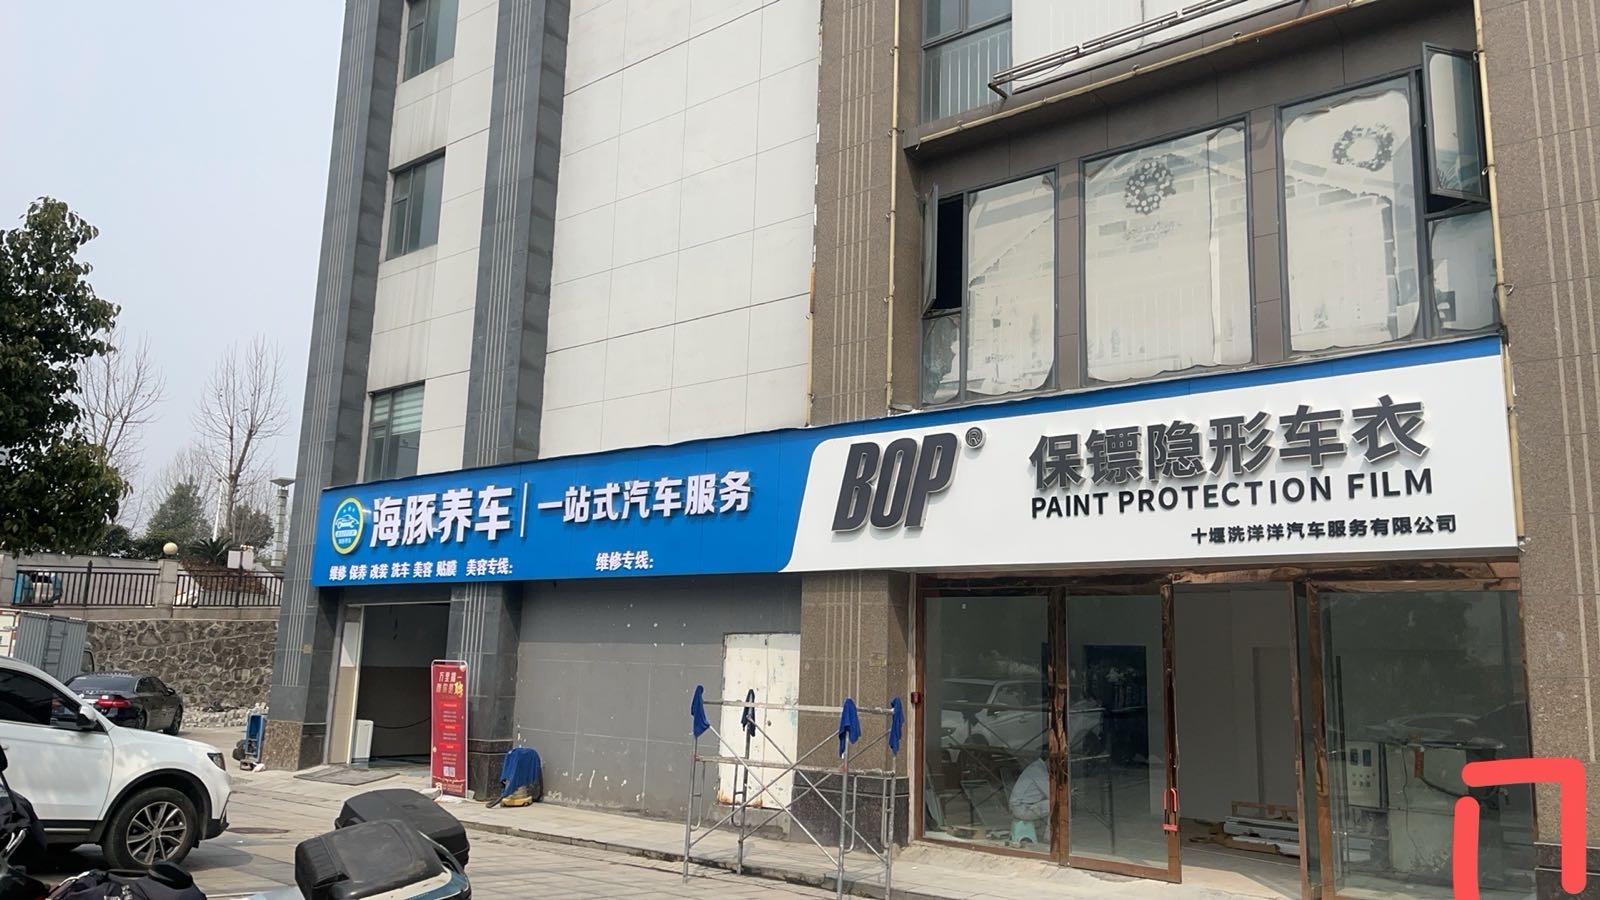 海豚养车 一站式汽车服务
维修 保养 改装 洗车 美容 贴膜 美容专线: 维修专线:
BOP®
保镖隐形车衣
PAINT PROTECTION FILM
十堰洗洋洋汽车服务有限公司